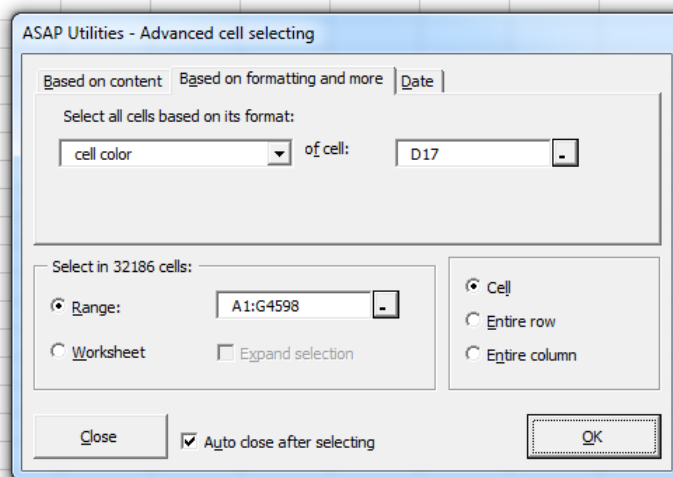 ASAP Utilities - Advanced cell selecting
Based on content
Based on formatting and more
Date
Select all cells based on its format:
cell color
of cell:
D17
Select in 32186 cells:
Range:
A1:G4598
Worksheet
Expand selection
Cell
Entire row
Entire column
Close
Auto close after selecting
OK